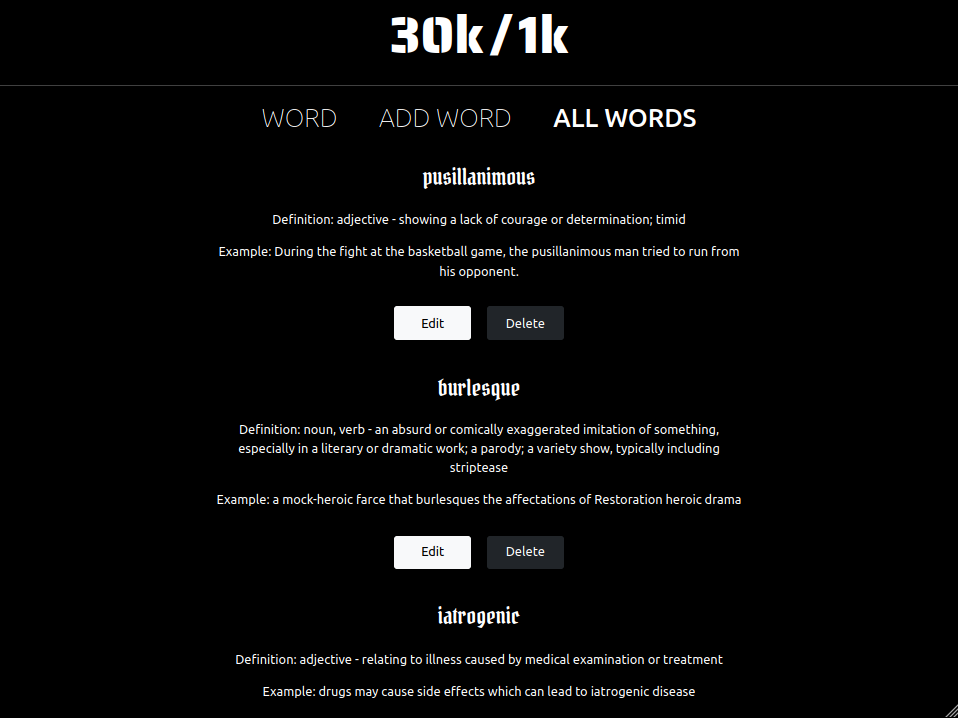 30k/1k
WORD ADD WORD ALL WORDS
pusillanimous
Definition: adjective - showing a lack of courage or determination; timid
Example: During the fight at the basketball game, the pusillanimous man tried to run from
his opponent.
Edit Delete
burlesque
Definition: noun, verb - an absurd or comically exaggerated imitation of something,
especially in a literary or dramatic work; a parody; a variety show, typically including
striptease
Example: a mock-heroic farce that burlesques the affectations of Restoration heroic drama
Edit Delete
iatrogenic
Definition: adjective - relating to illness caused by medical examination or treatment
Example: drugs may cause side effects which can lead to iatrogenic disease